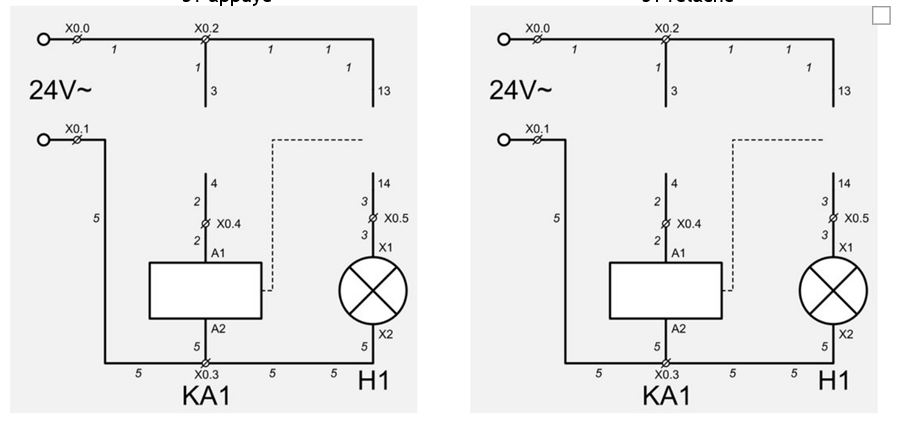 S1 appuyé S1 relâché
X0.0 X0.2 X0.0 X0.2
1 1 1 1 1 1
1 1 1 1
24V~ 3 13 24V~ 3 13
X0.1 X0.1
4 14 4 14
2 3 2 3
5 X0.4 X0.5 5 X0.4 X0.5
2 3 2 3
A1 X1 A1 X1
A2 X2 A2 X2
5 5 5 5
5 X0.3 5 5 5 X0.3 5 5
KA1 H1 KA1 H1